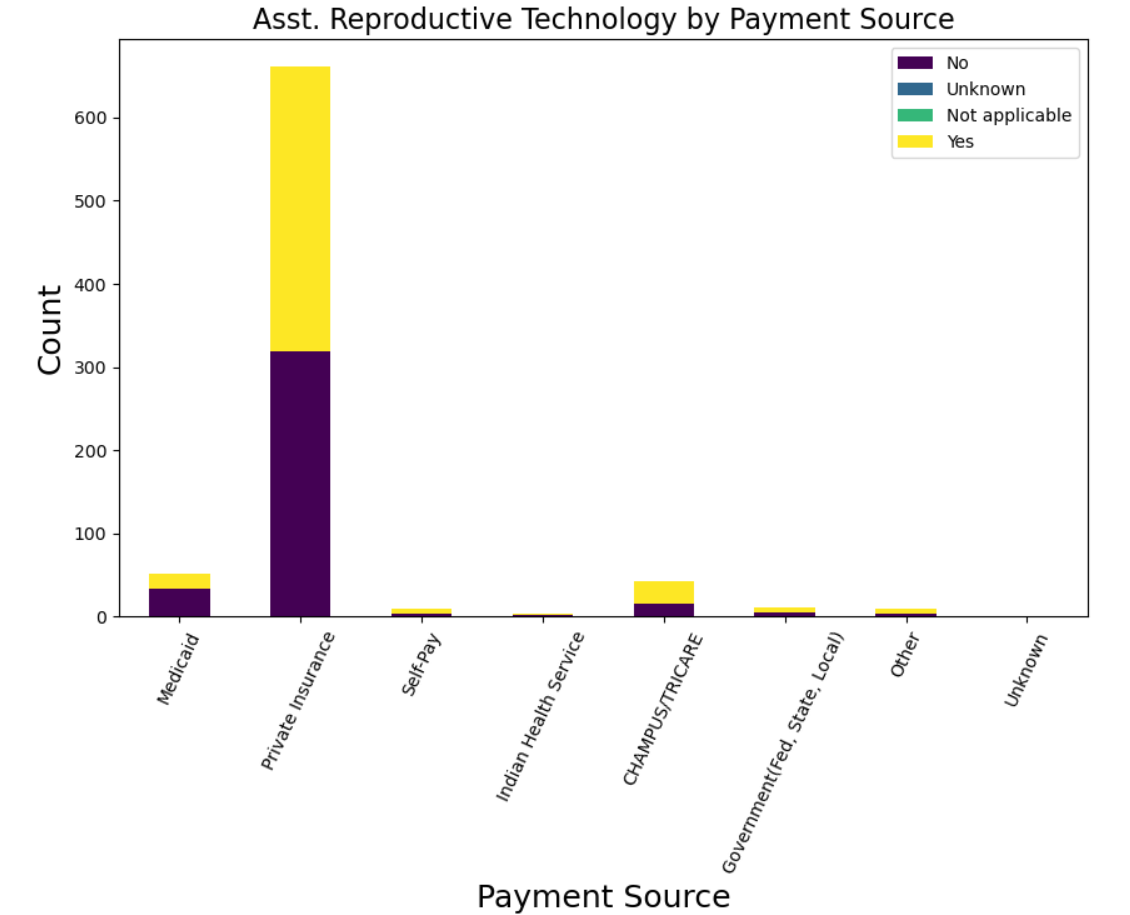 Asst. Reproductive Technology by Payment Source
No
Unknown
Not applicable
Yes
600
500
400
300
200
100
0
Count
Medicaid
Private Insurance
Self-Pay
Indian Health Service
CHAMPUS/TRICARE
Government(Fed, State, Local)
Other
Unknown
Payment Source